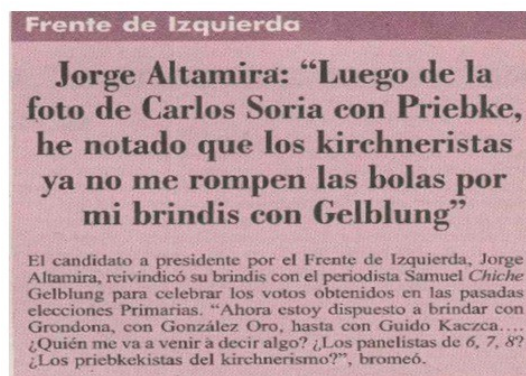 Frente de Izquierda
Jorge Altamira: “Luego de la
foto de Carlos Soria con Priebke,
he notado que los kirchneristas
ya no me rompen las bolas por
mi brindis con Gelblung”
El candidato a presidente por el Frente de Izquierda, Jorge
Altamira, reivindicó su brindis con el periodista Samuel Chiche
Gelblung para celebrar los votos obtenidos en las pasadas
elecciones Primarias. “Ahora estoy dispuesto a brindar con
Grondona, con González Oro, hasta con Guido Kaczca....
¿Quién me va a venir a decir algo? ¿Los panelistas de 6, 7, 8?
¿Los priebkekistas del kirchnerismo?”, bromeó.